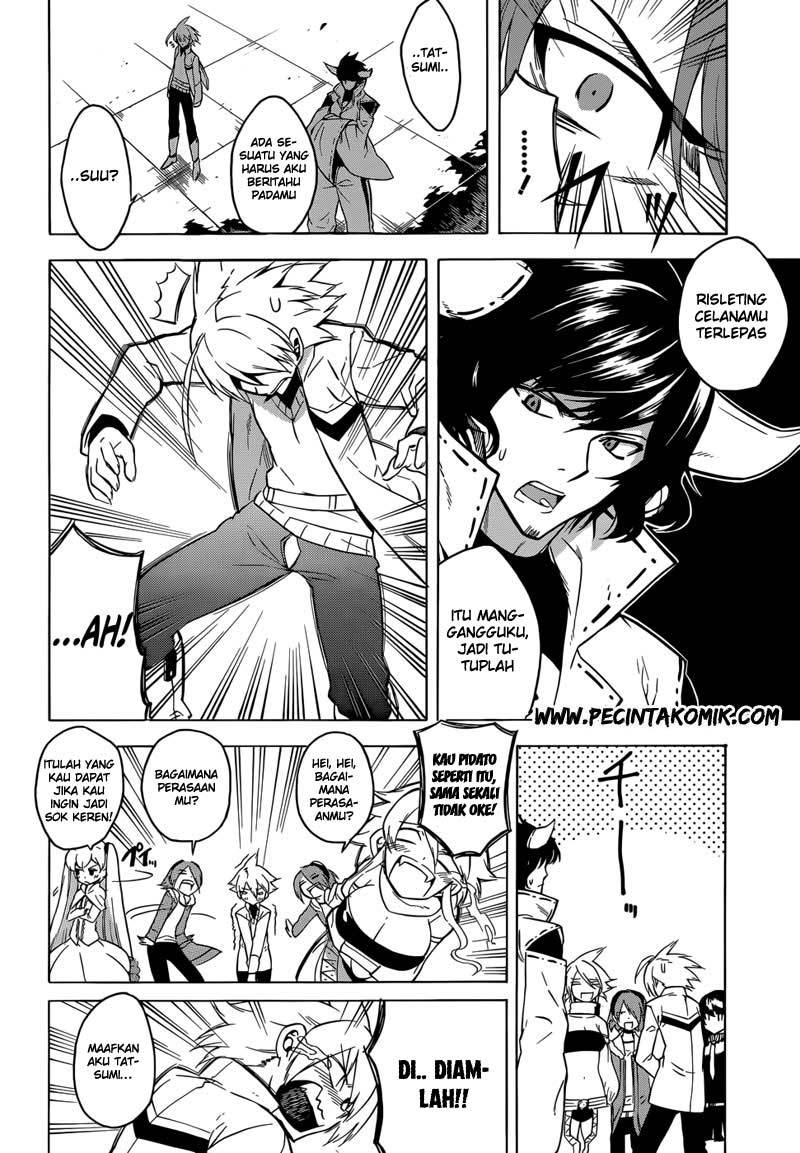 ..TAT-
SUMI..
ADA SE-
SUATU YANG
HARUS AKU
BERITAHU
PADAMU
..SUU?
......!
RISLETING
CELANAMU
TERLEPAS
ITU MANG-
GANGGUKU,
JADI TU-
TUPLAH
...AH!
WWW.PECINTAKOMIK.COM
ITULAH YANG
KAU DAPAT
JIKA KAU
INGIN JADI
SOK KEREN!
BAGAIMANA
PERASAAN
MU?
HEI, HEI,
BAGAI-
MANA
PERASA-
ANMU?
KAU PIDATO
SEPERTI ITU,
SAMA SEKALI
TIDAK OKE!
チーッ
MAAFKAN
AKU TAT-
SUMI...
DI.. DIAM-
LAH!!